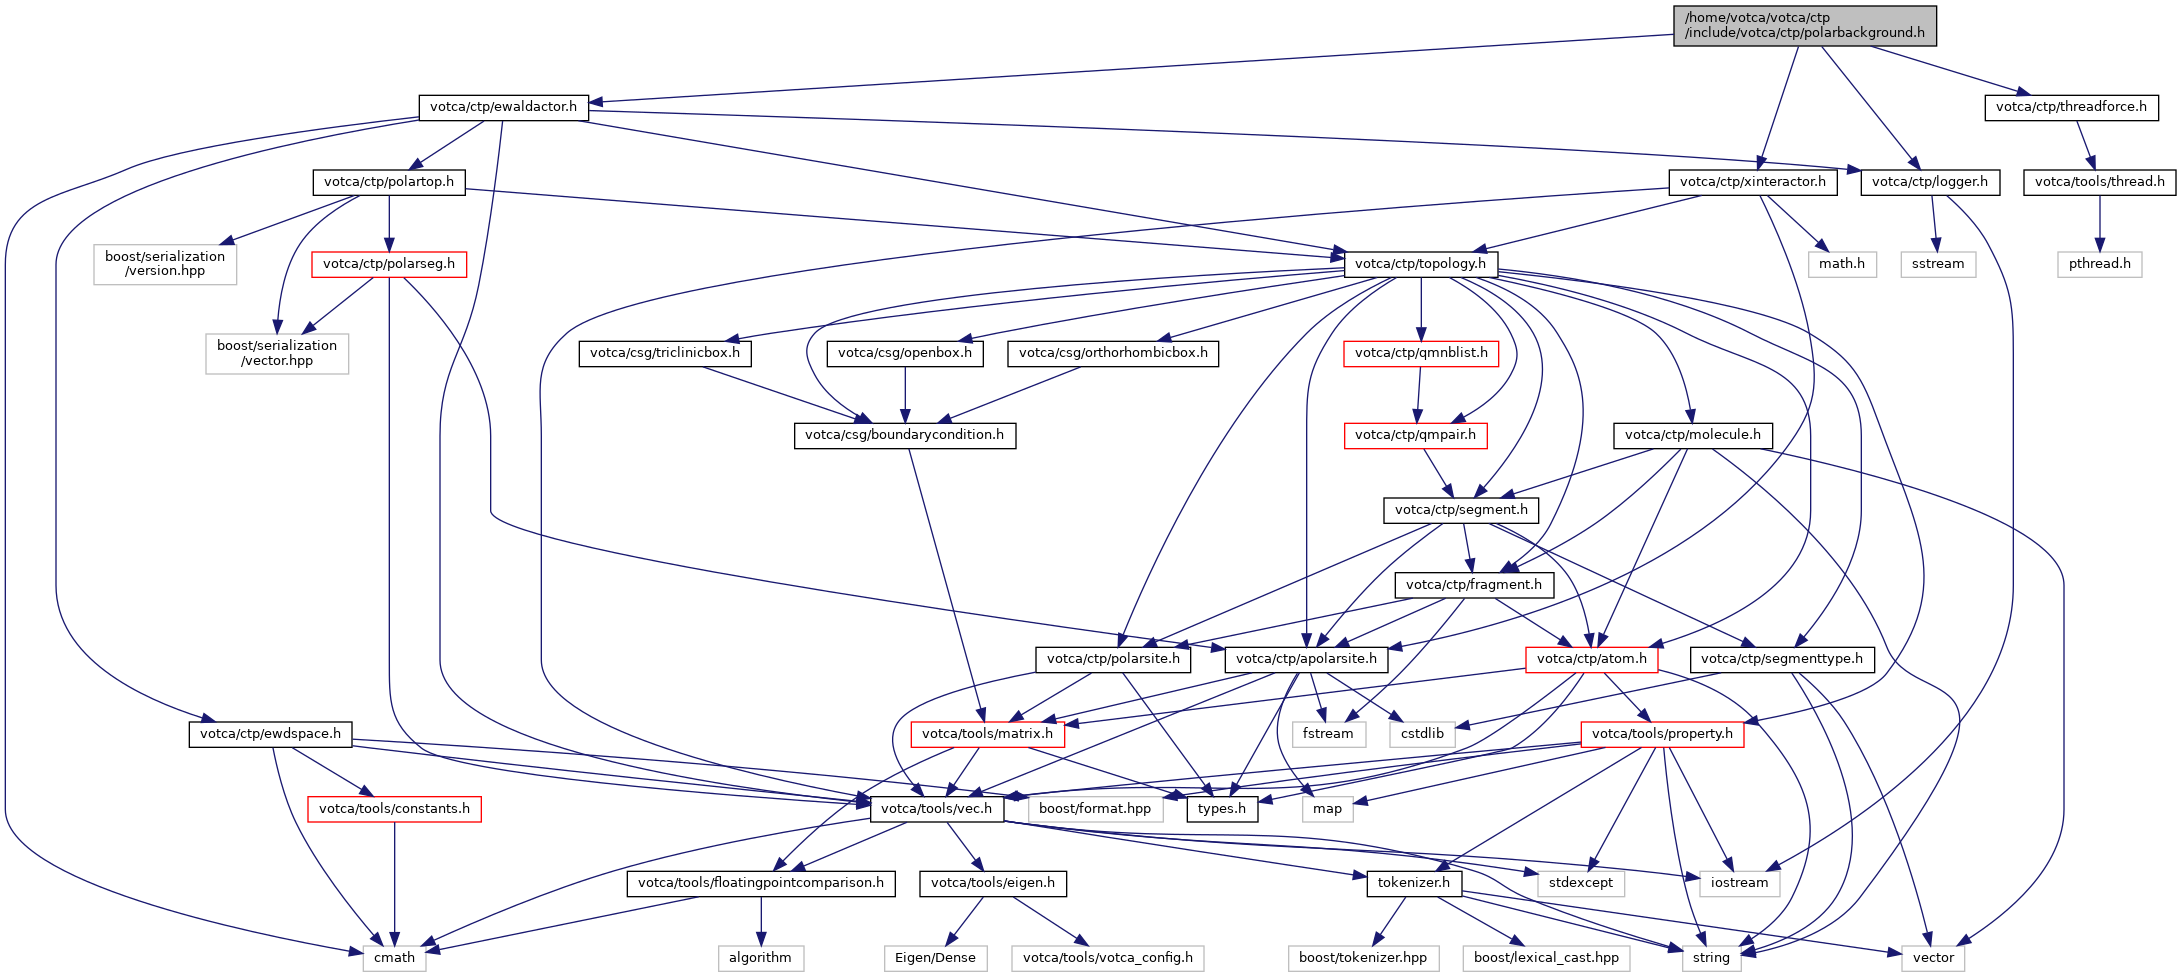 /home/votca/votca/ctp
/include/votca/ctp/polarbackground.h
votca/ctp/ewaldactor.h
votca/ctp/threadforce.h
votca/ctp/polartop.h
votca/ctp/xinteractor.h
votca/ctp/logger.h
votca/tools/thread.h
boost/serialization
/version.hpp
votca/ctp/polarseg.h
votca/ctp/topology.h
math.h
sstream
pthread.h
boost/serialization
/vector.hpp
votca/csg/triclinicbox.h
votca/csg/openbox.h
votca/csg/orthorhombicbox.h
votca/ctp/qmnblist.h
votca/csg/boundarycondition.h
votca/ctp/qmpair.h
votca/ctp/molecule.h
votca/ctp/segment.h
votca/ctp/fragment.h
votca/ctp/polarsite.h
votca/ctp/apolarsite.h
votca/ctp/atom.h
votca/ctp/segmenttype.h
votca/ctp/ewdspace.h
votca/tools/matrix.h
fstream
cstdlib
votca/tools/property.h
votca/tools/constants.h
votca/tools/vec.h
boost/format.hpp
types.h
map
votca/tools/floatingpointcomparison.h
votca/tools/eigen.h
tokenizer.h
stdexcept
iostream
cmath
algorithm
Eigen/Dense
votca/tools/votca_config.h
boost/tokenizer.hpp
boost/lexical_cast.hpp
string
vector